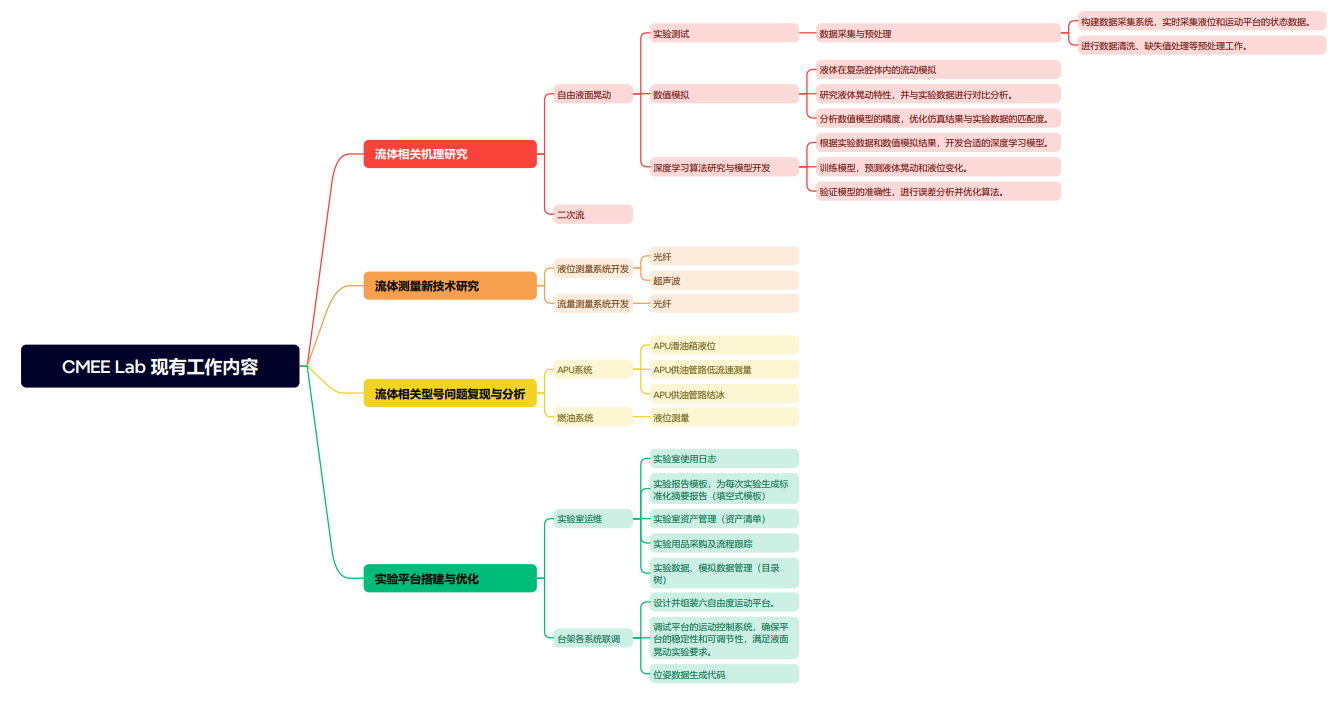 CMEE Lab 现有工作内容
流体相关机理研究
自由液面晃动
实验测试
数据采集与预处理
构建数据采集系统，实时采集液位和运动平台的状态数据。
进行数据清洗、缺失值处理等预处理工作。
数值模拟
液体在复杂腔体内的流动模拟
研究液体晃动特性，并与实验数据进行对比分析。
分析数值模型的精度，优化仿真结果与实验数据的匹配度。
深度学习算法研究与模型开发
根据实验数据和数值模拟结果，开发合适的深度学习模型。
训练模型，预测液体晃动和液位变化。
验证模型的准确性，进行误差分析并优化算法。
二次流
流体测量新技术研究
液位测量系统开发
光纤
超声波
流量测量系统开发
光纤
流体相关型号问题复现与分析
APU系统
APU滑油箱液位
APU供油管路低流速测量
APU供油管路结冰
燃油系统
液位测量
实验平台搭建与优化
实验室运维
实验室使用日志
实验报告模板，为每次实验生成标
准化摘要报告（填空式模板）
实验室资产管理（资产清单）
实验用品采购及流程跟踪
实验数据、模拟数据管理（目录
树）
台架各系统联调
设计并组装六自由度运动平台。
调试平台的运动控制系统，确保平
台的稳定性和可调节性，满足液面
晃动实验要求。
位姿数据生成代码